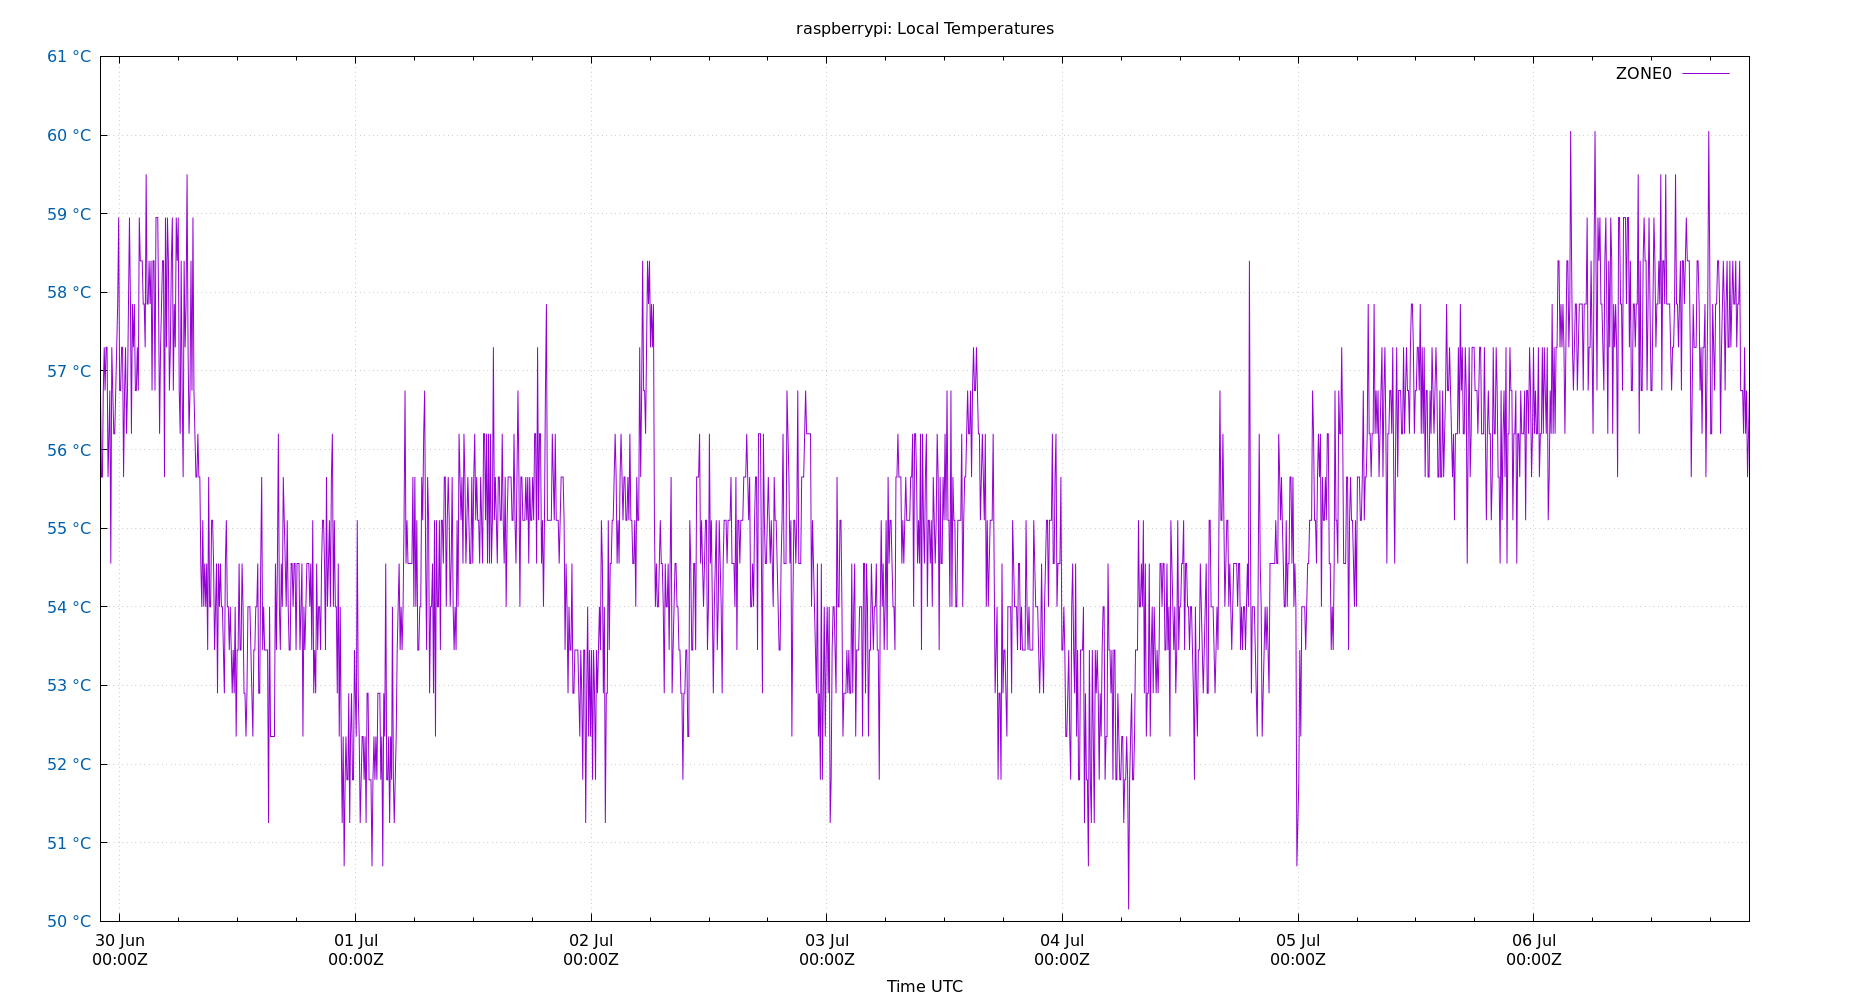 raspberrypi: Local Temperatures
61 °C
ZONE0
60 °C
59 °C
58 °C
57 °C
56 °C
55 °C
54 °C
53 °C
52 °C
51 °C
50 °C
30 Jun 01 Jul 02 Jul 03 Jul 04 Jul 05 Jul 06 Jul
00:00Z 00:00Z 00:00Z 00:00Z 00:00Z 00:00Z 00:00Z
Time UTC